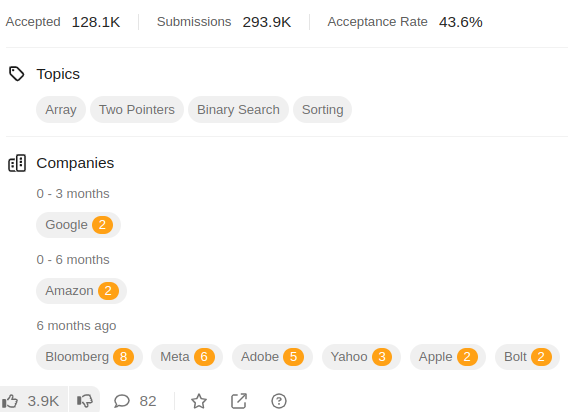 Accepted 128.1K Submissions 293.9K Acceptance Rate 43.6%
Topics
Array Two Pointers Binary Search Sorting
Companies
0 - 3 months
Google 2
0 - 6 months
Amazon 2
6 months ago
Bloomberg 8 Meta 6 Adobe 5 Yahoo 3 Apple 2 Bolt 2
3.9K 82